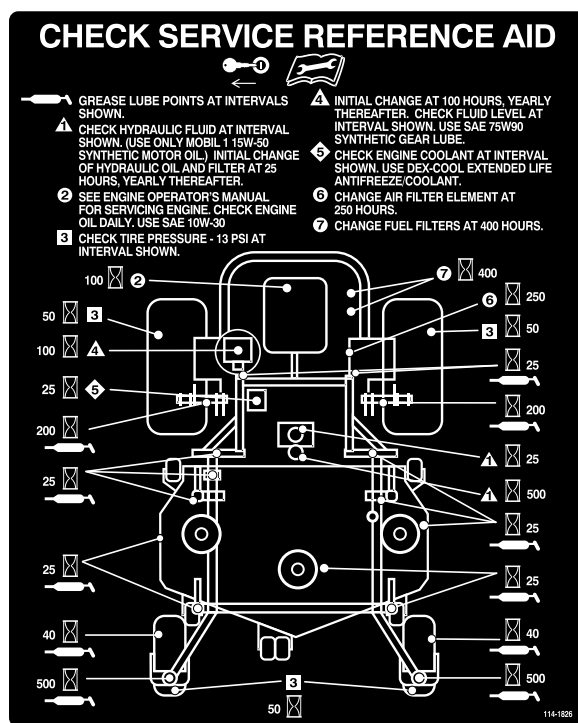 CHECK SERVICE REFERENCE AID
GREASE LUBE POINTS AT INTERVALS
SHOWN.
1 CHECK HYDRAULIC FLUID AT INTERVAL
SHOWN. (USE ONLY MOBIL 1 15W-50
SYNTHETIC MOTOR OIL.) INITIAL CHANGE
OF HYDRAULIC OIL AND FILTER AT 25
HOURS, YEARLY THEREAFTER.
2 SEE ENGINE OPERATOR'S MANUAL
FOR SERVICING ENGINE. CHECK ENGINE
OIL DAILY. USE SAE 10W-30
3 CHECK TIRE PRESSURE - 13 PSI AT
INTERVAL SHOWN.
4 INITIAL CHANGE AT 100 HOURS, YEARLY
THEREAFTER. CHECK FLUID LEVEL AT
INTERVAL SHOWN. USE SAE 75W90
SYNTHETIC GEAR LUBE.
5 CHECK ENGINE COOLANT AT INTERVAL
SHOWN. USE DEX-COOL EXTENDED LIFE
ANTIFREEZE/COOLANT.
6 CHANGE AIR FILTER ELEMENT AT
250 HOURS.
7 CHANGE FUEL FILTERS AT 400 HOURS.
100 2
7 400
6 250
50 3
3 50
100 4
25
25 5
200
200
1 25
25
1 500
25
25
25
40
40
500
500
3
50
114-1826